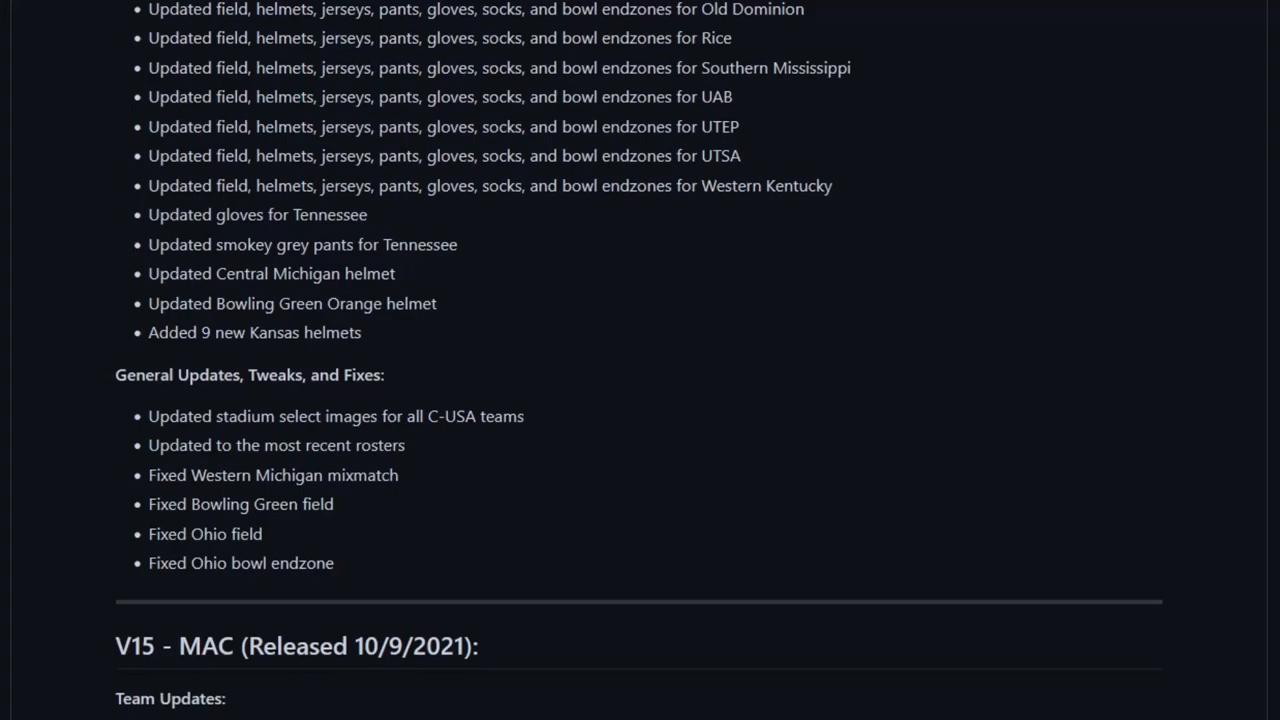 • Updated field, helmets, jerseys, pants, gloves, socks, and bowl endzones for Old Dominion
• Updated field, helmets, jerseys, pants, gloves, socks, and bowl endzones for Rice
• Updated field, helmets, jerseys, pants, gloves, socks, and bowl endzones for Southern Mississippi
• Updated field, helmets, jerseys, pants, gloves, socks, and bowl endzones for UAB
• Updated field, helmets, jerseys, pants, gloves, socks, and bowl endzones for UTEP
• Updated field, helmets, jerseys, pants, gloves, socks, and bowl endzones for UTSA
• Updated field, helmets, jerseys, pants, gloves, socks, and bowl endzones for Western Kentucky
• Updated gloves for Tennessee
• Updated smokey grey pants for Tennessee
• Updated Central Michigan helmet
• Updated Bowling Green Orange helmet
• Added 9 new Kansas helmets
General Updates, Tweaks, and Fixes:
• Updated stadium select images for all C-USA teams
• Updated to the most recent rosters
• Fixed Western Michigan mixmatch
• Fixed Bowling Green field
• Fixed Ohio field
• Fixed Ohio bowl endzone
V15 - MAC (Released 10/9/2021):
Team Updates: